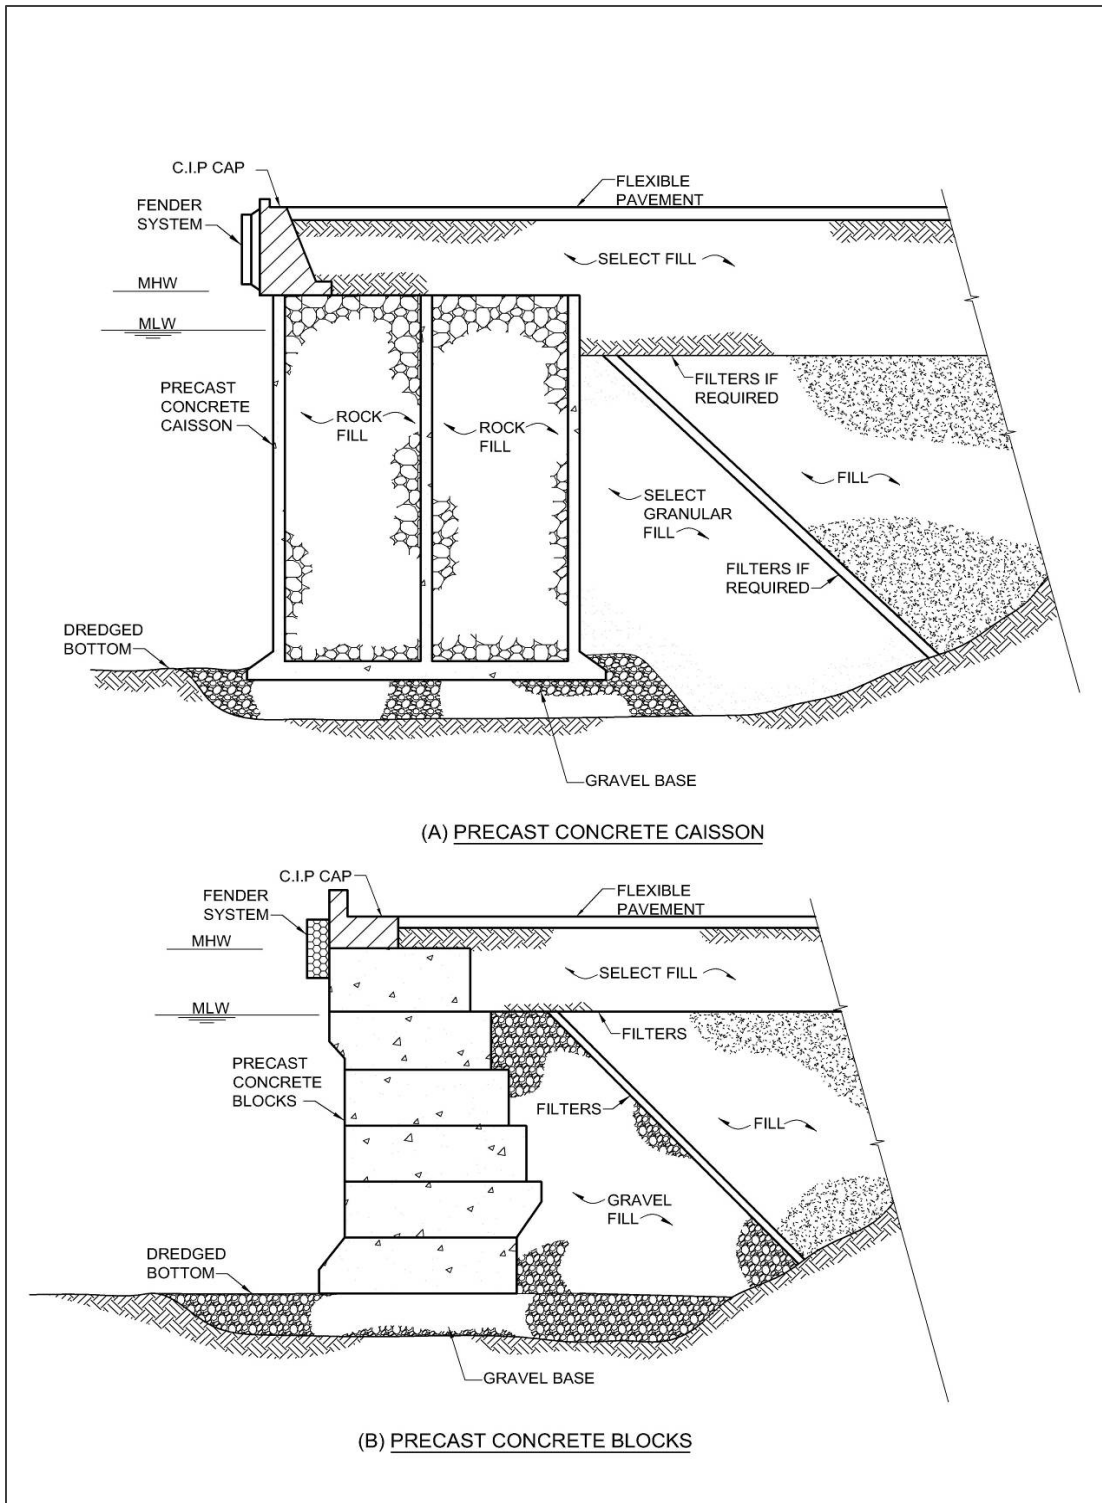 C.I.P CAP
FLEXIBLE
PAVEMENT
FENDER
SYSTEM
SELECT FILL
MHW
MLW
FILTERS IF
REQUIRED
PRECAST
CONCRETE
CAISSON
ROCK
FILL
ROCK
FILL
FILL
SELECT
GRANULAR
FILL
FILTERS IF
REQUIRED
DREDGED
BOTTOM
GRAVEL BASE
(A) PRECAST CONCRETE CAISSON
C.I.P CAP
FLEXIBLE
PAVEMENT
FENDER
SYSTEM
MHW
SELECT FILL
MLW
FILTERS
PRECAST
CONCRETE
BLOCKS
FILTERS
FILL
GRAVEL
FILL
DREDGED
BOTTOM
GRAVEL BASE
(B) PRECAST CONCRETE BLOCKS